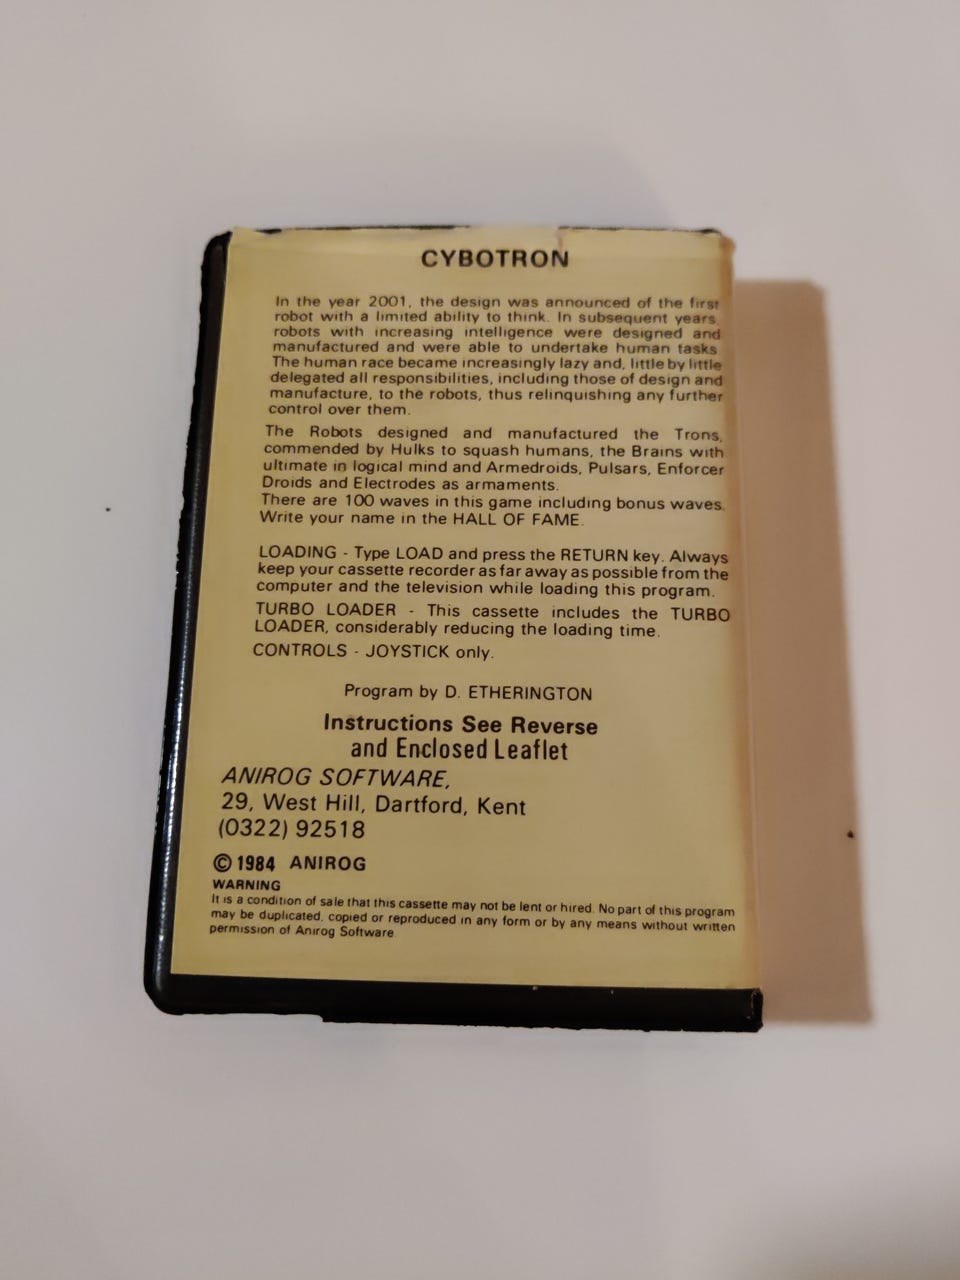 CYBOTRON
In the year 2001, the design was announced of the first
robot with a limited ability to think. In subsequent years,
robots with increasing intelligence were designed and
manufactured and were able to undertake human tasks.
The human race became increasingly lazy and, little by little
delegated all responsibilities, including those of design and
manufacture, to the robots, thus relinquishing any further
control over them.
The Robots designed and manufactured the Trons,
commended by Hulks to squash humans, the Brains with
ultimate in logical mind and Armedroids, Pulsars, Enforcer
Droids and Electrodes as armaments.
There are 100 waves in this game including bonus waves.
Write your name in the HALL OF FAME.
LOADING - Type LOAD and press the RETURN key. Always
keep your cassette recorder as far away as possible from the
computer and the television while loading this program.
TURBO LOADER - This cassette includes the TURBO
LOADER, considerably reducing the loading time.
CONTROLS - JOYSTICK only.
Program by D. ETHERINGTON
Instructions See Reverse
and Enclosed Leaflet
ANIROG SOFTWARE,
29, West Hill, Dartford, Kent
(0322) 92518
© 1984 ANIROG
WARNING
It is a condition of sale that this cassette may not be lent or hired. No part of this program
may be duplicated, copied or reproduced in any form or by any means without written
permission of Anirog Software